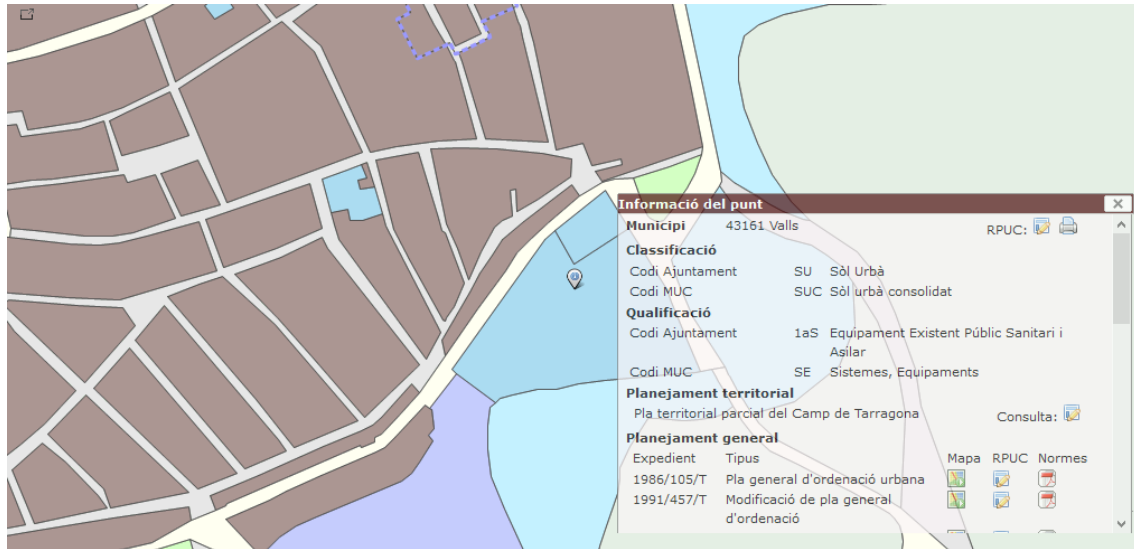 Informació del punt
Municipi 43161 Valls RPUC:
Classificació
Codi Ajuntament SU Sòl Urbà
Codi MUC SUC Sòl urbà consolidat
Qualificació
Codi Ajuntament 1aS Equipament Existent Públic Sanitari i
Asilar
Codi MUC SE Sistemes, Equipaments
Planejament territorial
Pla territorial parcial del Camp de Tarragona Consulta:
Planejament general
Expedient Tipus Mapa RPUC Normes
1986/105/T Pla general d'ordenació urbana
1991/457/T Modificació de pla general
d'ordenació